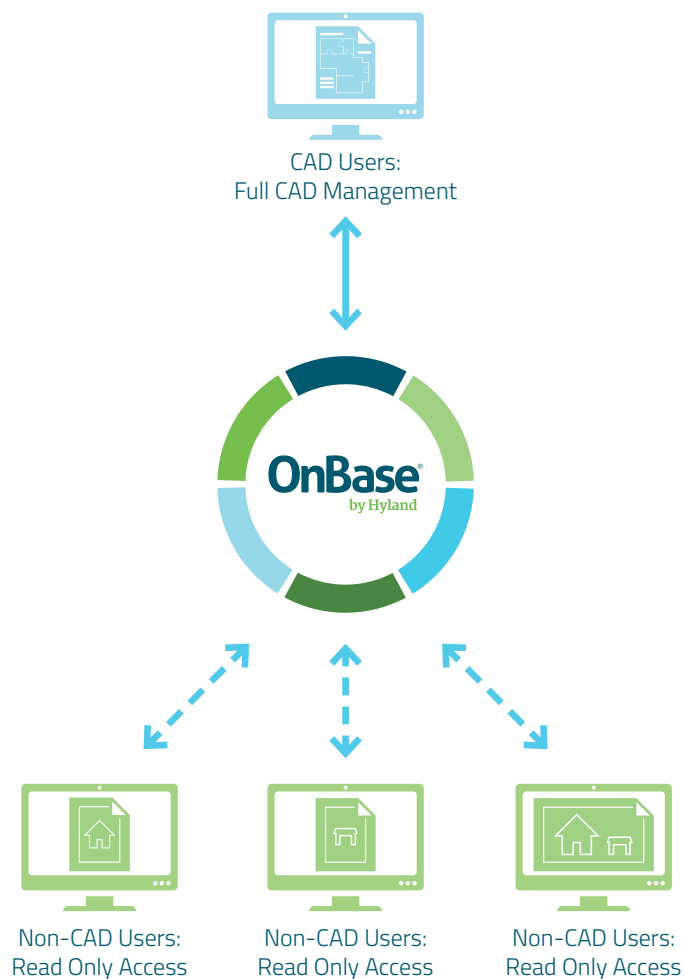 CAD Users:
Full CAD Management
OnBase®
by Hyland
Non-CAD Users:
Read Only Access
Non-CAD Users:
Read Only Access
Non-CAD Users:
Read Only Access